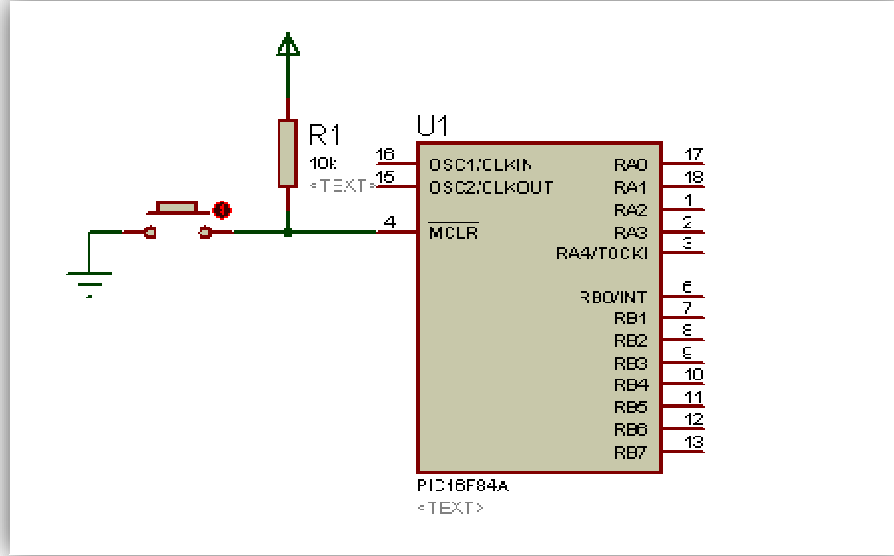 R1
10k
<TEXT>
U1
16
OSC1/CLKIN
15
OSC2/CLKOUT
4
MCLR
RA0
17
RA1
18
RA2
1
RA3
2
RA4/T0CKI
3
RB0/INT
6
RB1
7
RB2
8
RB3
9
RB4
10
RB5
11
RB6
12
RB7
13
PIC16F84A
<TEXT>